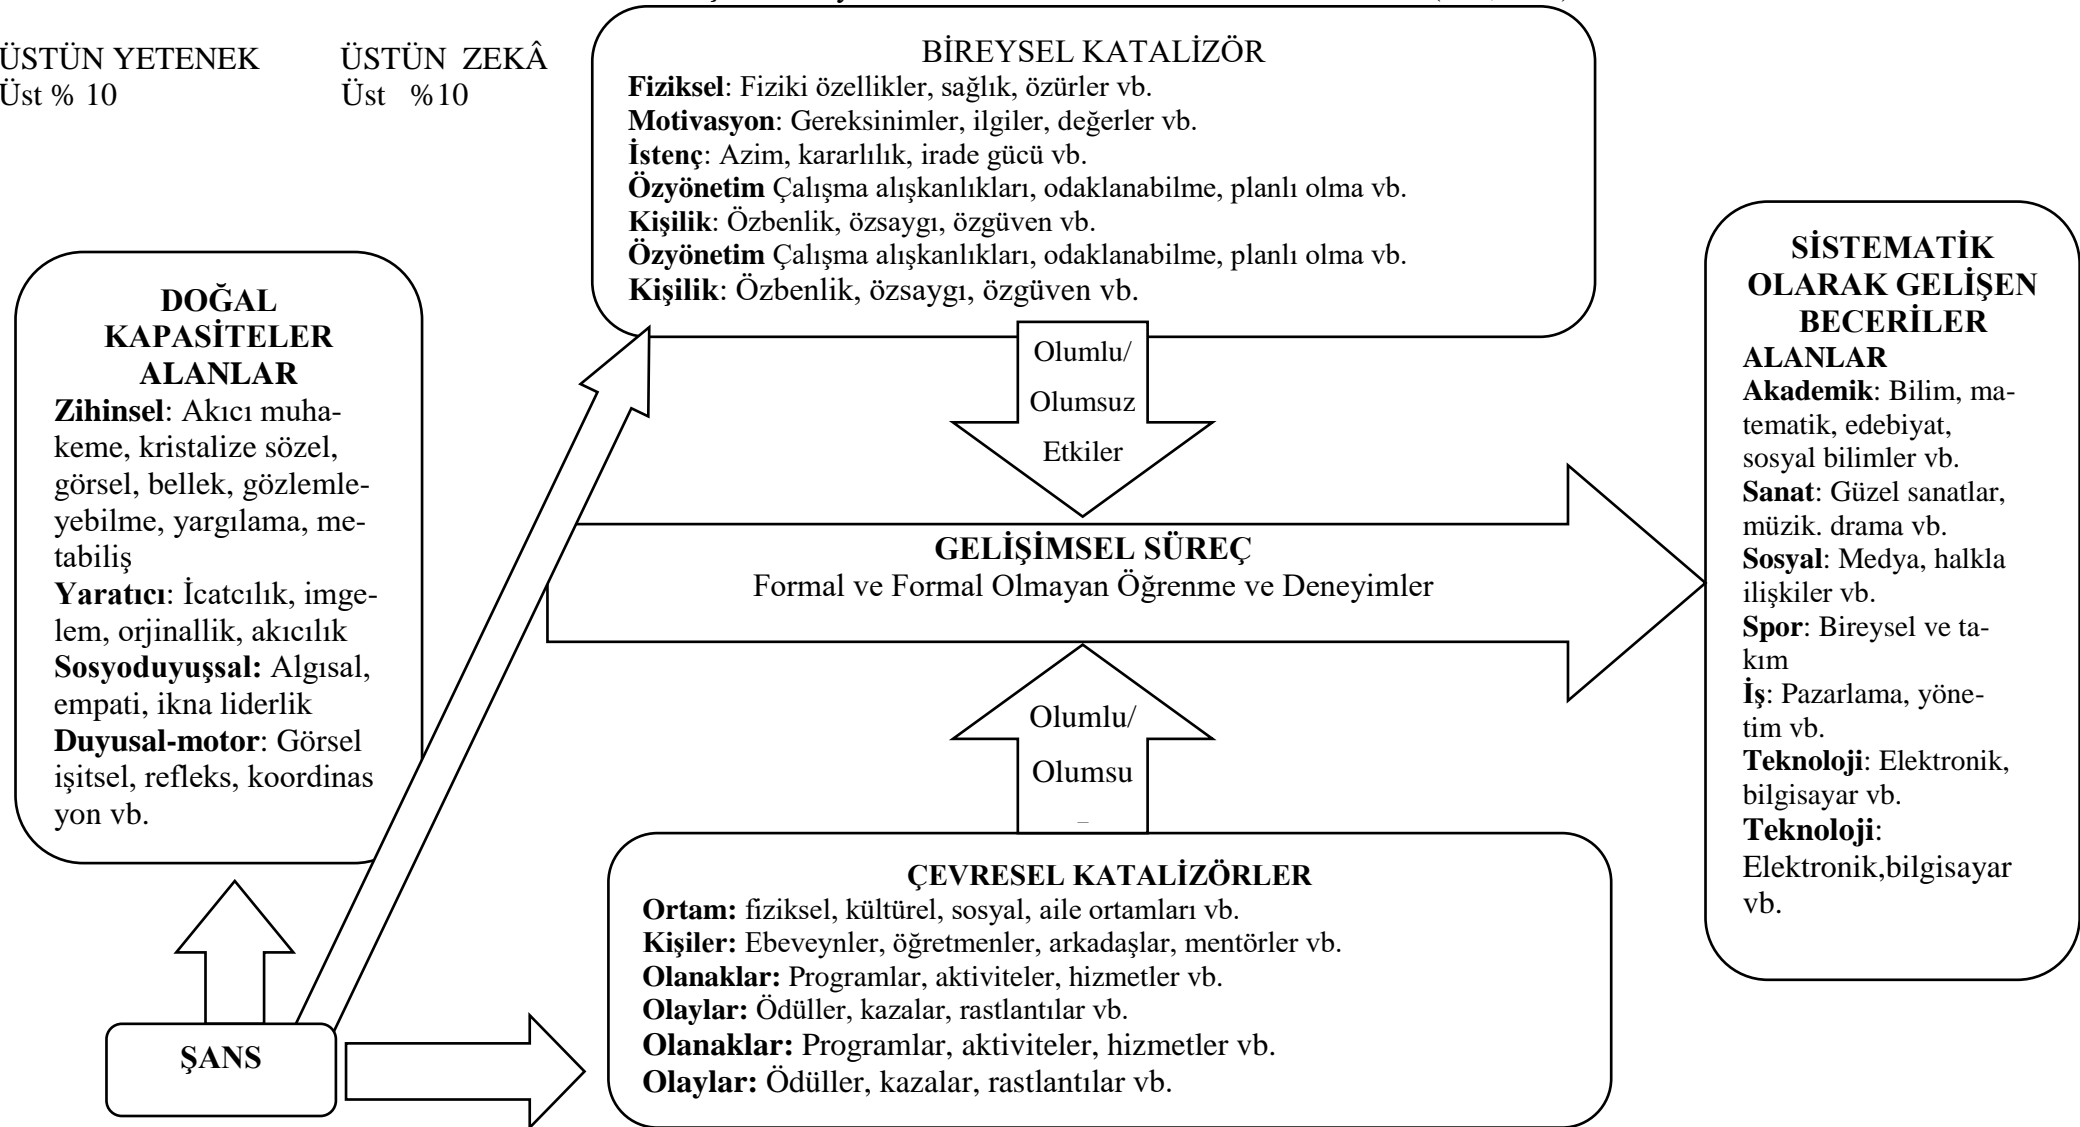 ÜSTÜN YETENEK
Üst % 10
ÜSTÜN ZEKÂ
Üst %10
BİREYSEL KATALİZÖR
Fiziksel: Fiziki özellikler, sağlık, özürler vb.
Motivasyon: Gereksinimler, ilgiler, değerler vb.
İstenç: Azim, kararlılık, irade gücü vb.
Özyönetim Çalışma alışkanlıkları, odaklanabilme, planlı olma vb.
Kişilik: Özbenlik, özsaygı, özgüven vb.
Özyönetim Çalışma alışkanlıkları, odaklanabilme, planlı olma vb.
Kişilik: Özbenlik, özsaygı, özgüven vb.
DOĞAL
KAPASİTELER
ALANLAR
Zihinsel: Akıcı muha-
keme, kristalize sözel,
görsel, bellek, gözlemle-
yebilme, yargılama, me-
tabiliş
Yaratıcı: İcatcılık, imge-
lem, orjinallik, akıcılık
Sosyoduyuşsal: Algısal,
empati, ikna liderlik
Duyusal-motor: Görsel
işitsel, refleks, koordinas
yon vb.
Olumlu/
Olumsuz
Etkiler
GELİŞİMSEL SÜREÇ
Formal ve Formal Olmayan Öğrenme ve Deneyimler
Olumlu/
Olumsu
SİSTEMATİK
OLARAK GELİŞEN
BECERİLER
ALANLAR
Akademik: Bilim, ma-
tematik, edebiyat,
sosyal bilimler vb.
Sanat: Güzel sanatlar,
müzik. drama vb.
Sosyal: Medya, halkla
ilişkiler vb.
Spor: Bireysel ve ta-
kım
İş: Pazarlama, yöne-
tim vb.
Teknoloji: Elektronik,
bilgisayar vb.
Teknoloji:
Elektronik,bilgisayar
vb.
ÇEVRESEL KATALİZÖRLER
Ortam: fiziksel, kültürel, sosyal, aile ortamları vb.
Kişiler: Ebeveynler, öğretmenler, arkadaşlar, mentörler vb.
Olanaklar: Programlar, aktiviteler, hizmetler vb.
Olaylar: Ödüller, kazalar, rastlantılar vb.
Olanaklar: Programlar, aktiviteler, hizmetler vb.
Olaylar: Ödüller, kazalar, rastlantılar vb.
ŞANS